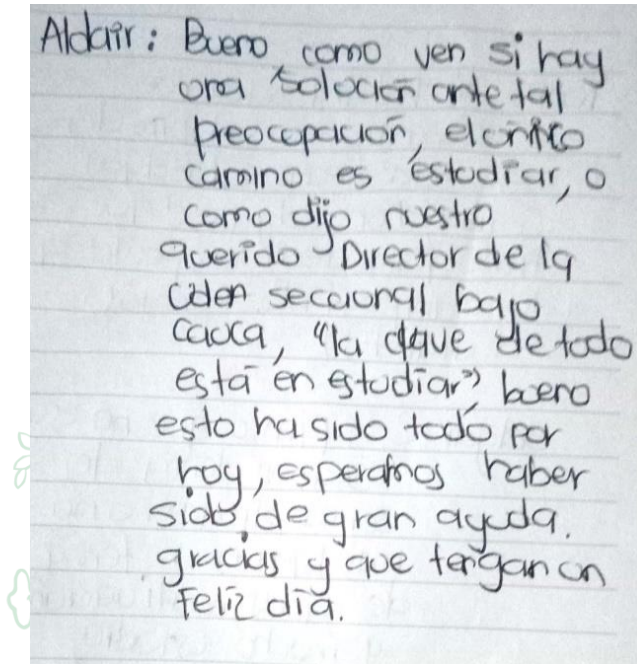 Aldair: Bueno, como ven si hay
una solución ante tal
preocupación, el único
camino es estudiar, o
como dijo nuestro
querido Director de la
Uden seccional bajo
cauca, "la clave de todo
está en estudiar", bueno
esto ha sido todo por
hoy, esperamos haber
sido de gran ayuda.
gracias y que tengan un
Feliz día.